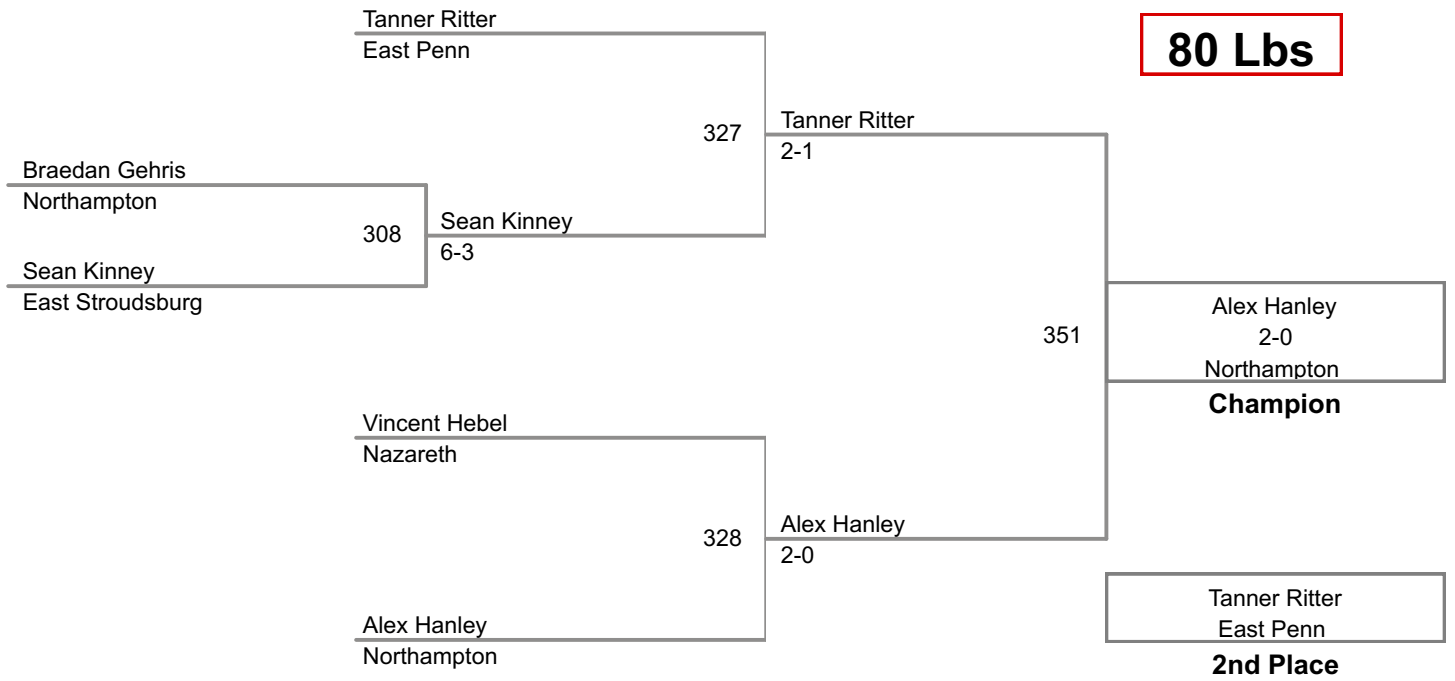 Tanner Ritter
East Penn
80 Lbs
327
Tanner Ritter
2-1
Braedan Gehris
Northampton
308
Sean Kinney
6-3
Sean Kinney
East Stroudsburg
351
Alex Hanley
2-0
Northampton
Champion
Vincent Hebel
Nazareth
328
Alex Hanley
2-0
Alex Hanley
Northampton
Tanner Ritter
East Penn
2nd Place